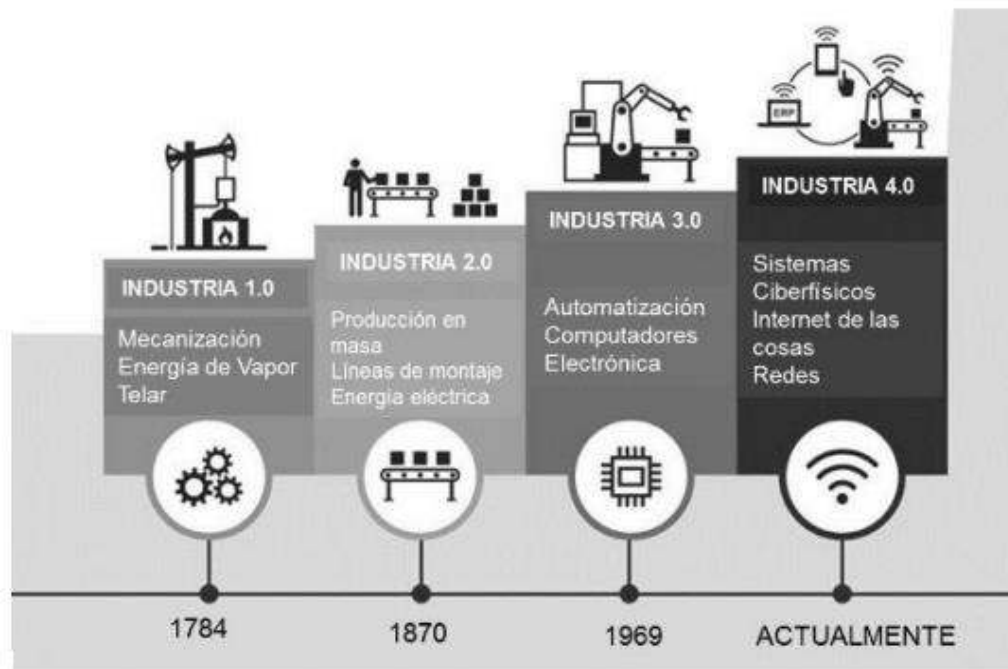 ERP
INDUSTRIA 1.0
Mecanización
Energía de Vapor
Telar
INDUSTRIA 2.0
Producción en
masa
Líneas de montaje
Energía eléctrica
INDUSTRIA 3.0
Automatización
Computadores
Electrónica
INDUSTRIA 4.0
Sistemas
Ciberfísicos
Internet de las
cosas
Redes
1784
1870
1969
ACTUALMENTE